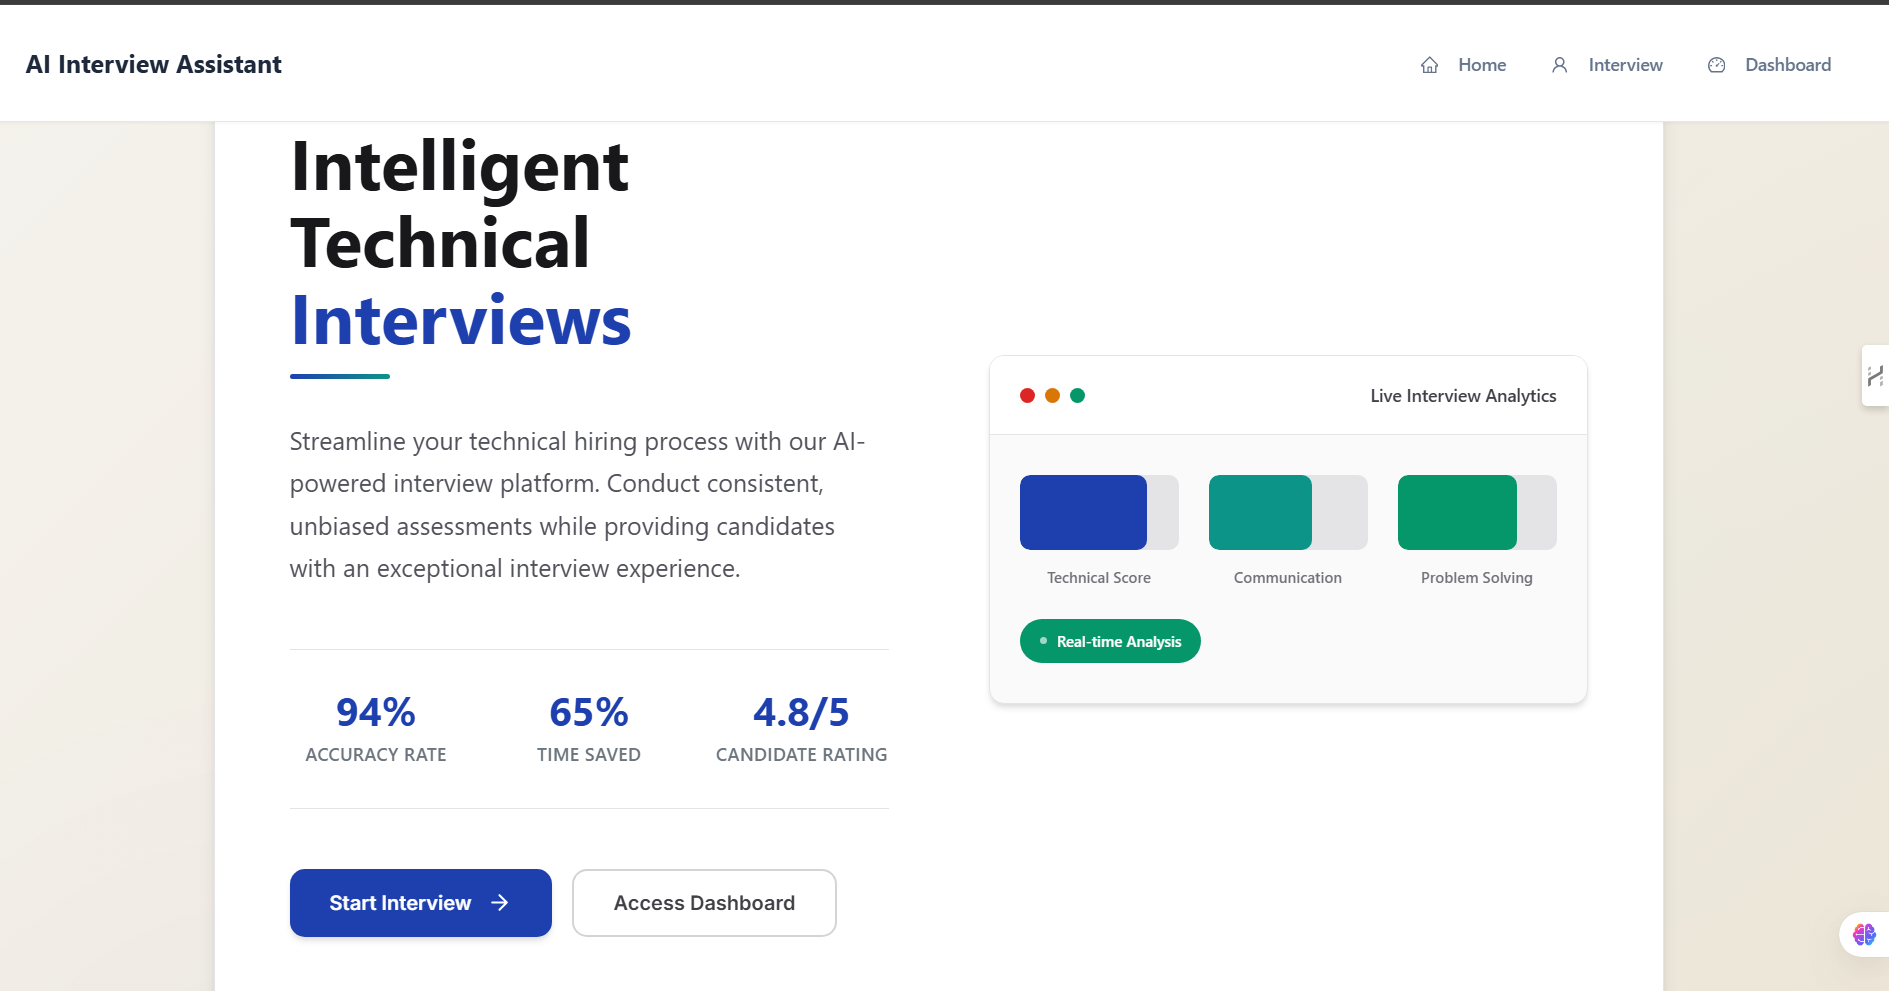 AI Interview Assistant
Home
Interview
Dashboard
Intelligent
Technical
Interviews
Streamline your technical hiring process with our AI-
powered interview platform. Conduct consistent,
unbiased assessments while providing candidates
with an exceptional interview experience.
94%
ACCURACY RATE
65%
TIME SAVED
4.8/5
CANDIDATE RATING
Start Interview
Access Dashboard
Live Interview Analytics
Technical Score
Communication
Problem Solving
Real-time Analysis